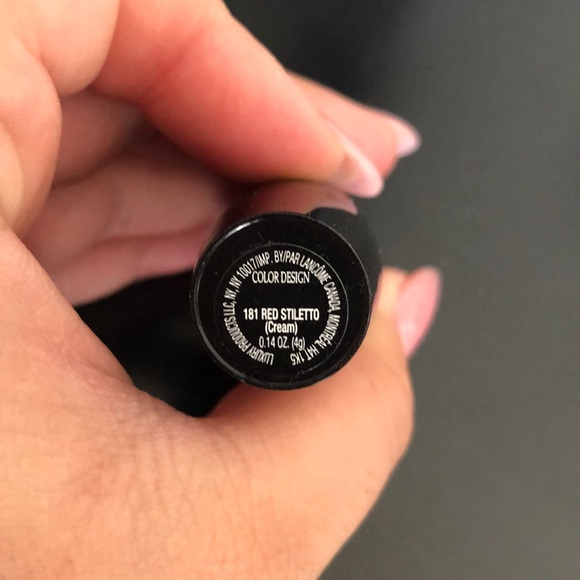 LUXURY PRODUCTS LLC, NY, NY 10017/IMP. BY/PAR LANCÔME CANADA, MONTRÉAL, H4T 1K5
COLOR DESIGN
181 RED STILETTO
(Cream)
0.14 OZ. (4g)